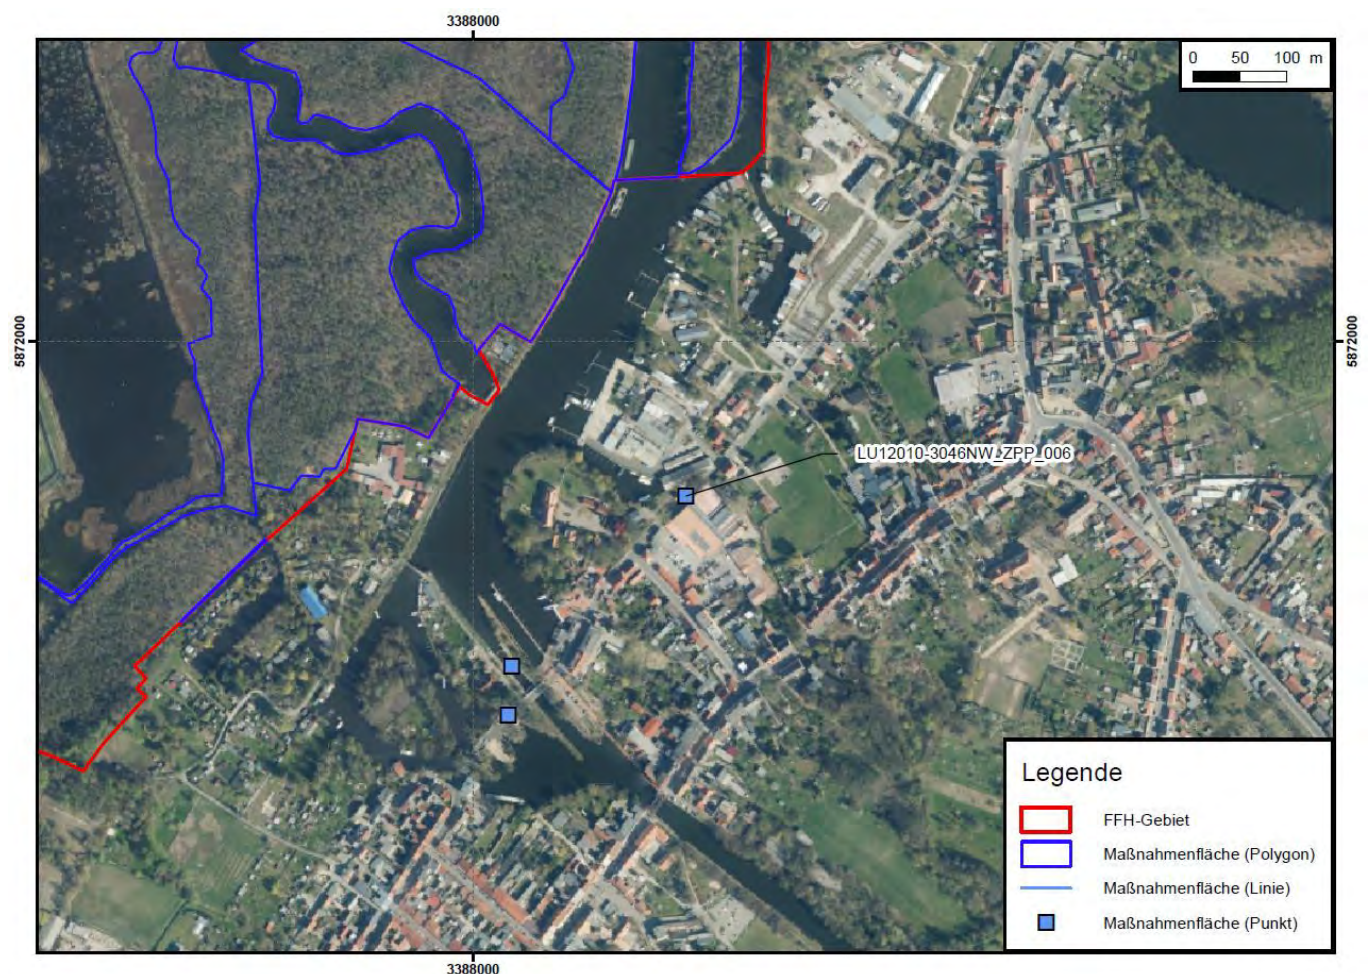 3388000
0 50 100 m
5872000
5872000
LU12010-3046NW_ZPP_006
Legende
FFH-Gebiet
Maßnahmenfläche (Polygon)
Maßnahmenfläche (Linie)
Maßnahmenfläche (Punkt)
3388000